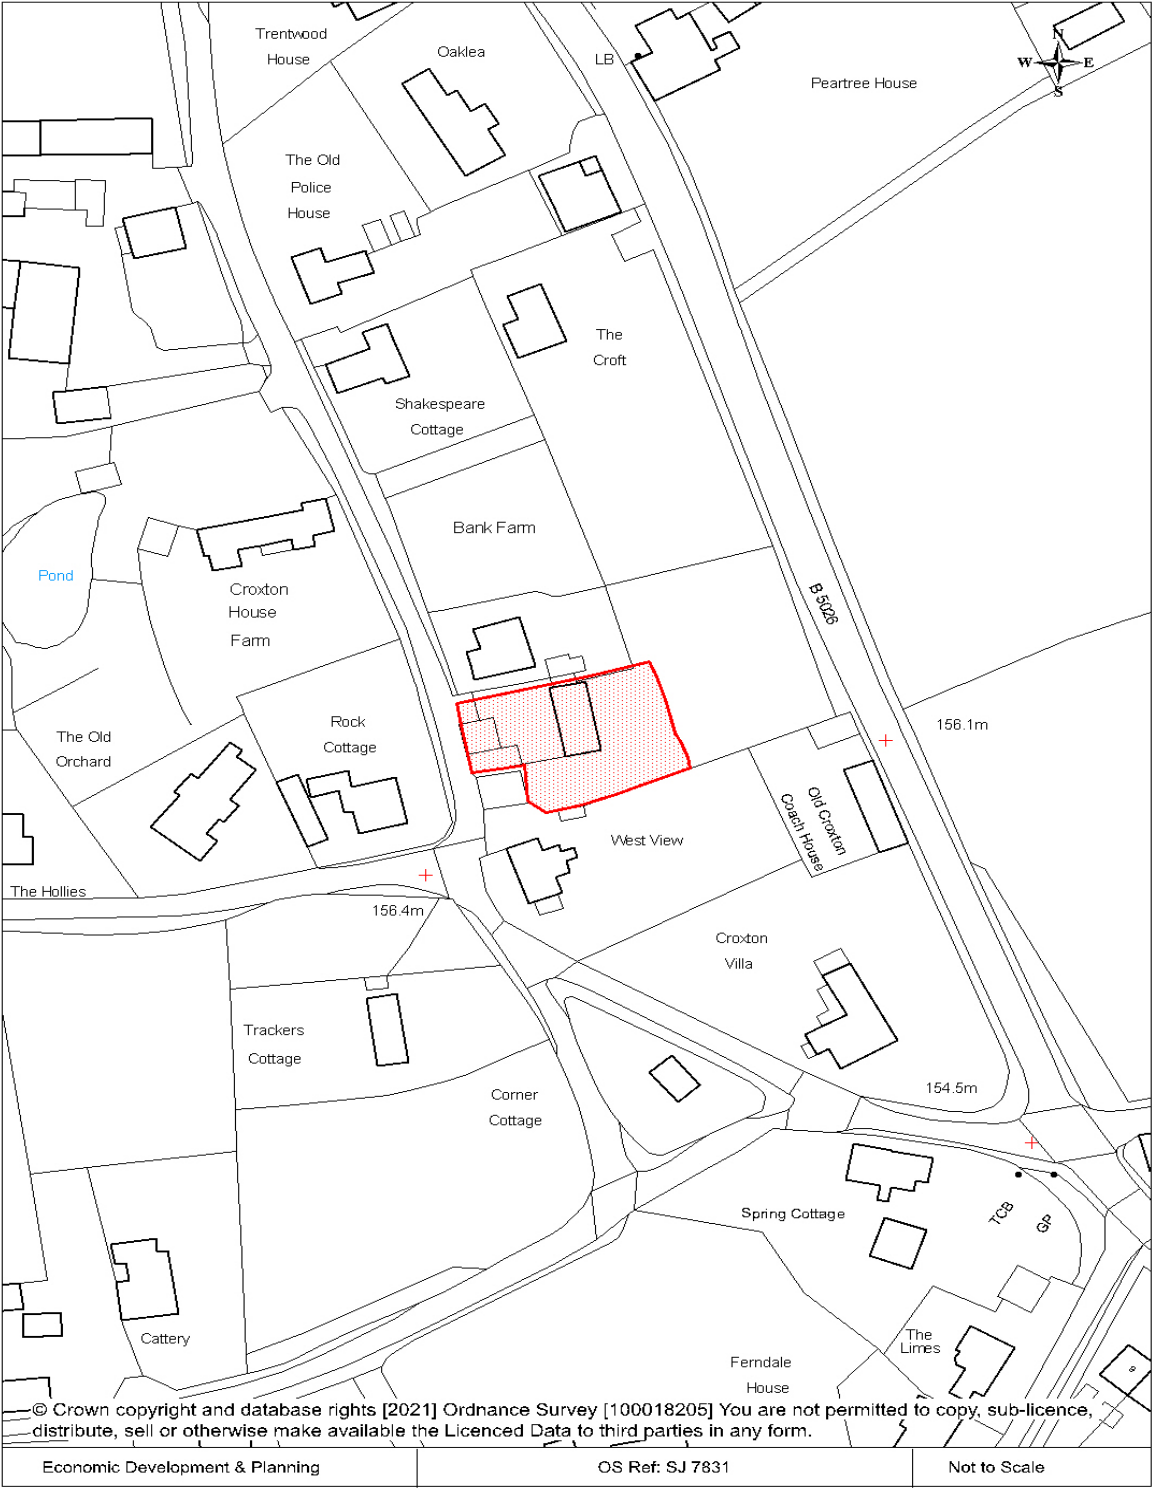 Trentwood
House
Oaklea
LB
Peartree House
N
W E
S
The Old
Police
House
The
Croft
Shakespeare
Cottage
Bank Farm
Pond
Croxton
House
Farm
B 5026
Rock
Cottage
The Old
Orchard
156.1m
Old Croxton
Coach House
West View
The Hollies
156.4m
Croxton
Villa
Trackers
Cottage
Corner
Cottage
154.5m
Spring Cottage
TCB
GP
Cattery
The
Limes
Ferndale
House
© Crown copyright and database rights [2021] Ordnance Survey [100018205] You are not permitted to copy, sub-licence,
distribute, sell or otherwise make available the Licenced Data to third parties in any form.
Economic Development & Planning
OS Ref: SJ 7831
Not to Scale